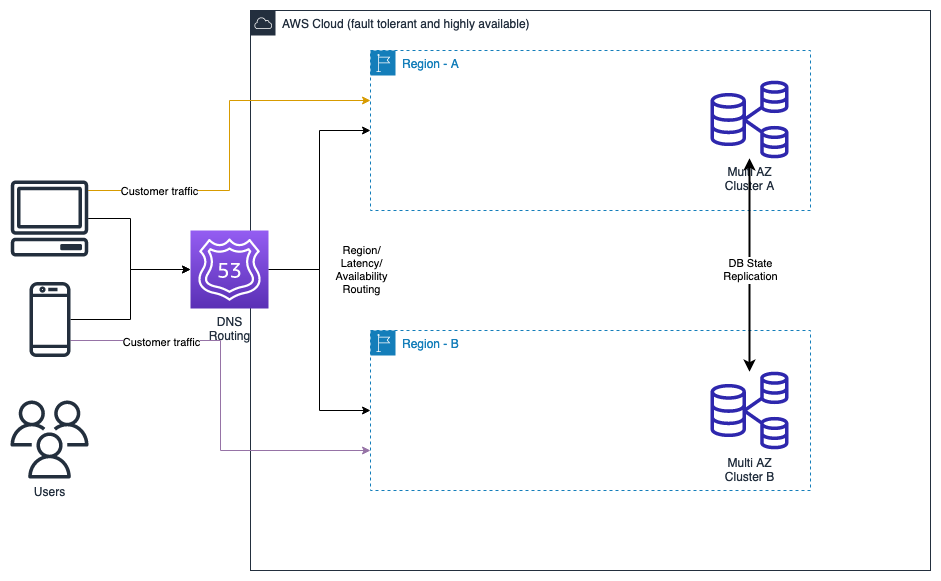 AWS Cloud (fault tolerant and highly available)
Region - A
Multi AZ
Cluster A
Customer traffic
53
DNS
Routing
Region/
Latency/
Availability
Routing
DB State
Replication
Customer traffic
Region - B
Multi AZ
Cluster B
Users